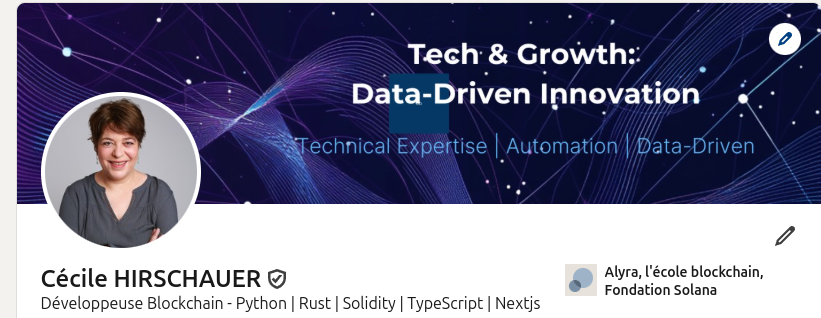 Tech & Growth:
Data-Driven Innovation
Technical Expertise | Automation | Data-Driven
Cécile HIRSCHAUER
Développeuse Blockchain - Python | Rust | Solidity | TypeScript | Nextjs
Alyra, l'école blockchain,
Fondation Solana